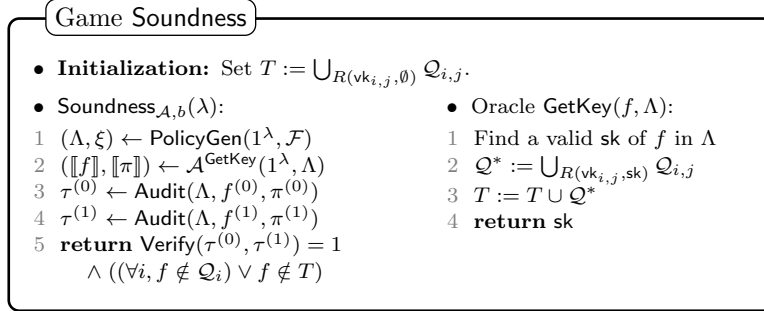 Game Soundness
• Initialization: Set T := ⋃_{R(vk_{i,j},∅)} 𝒬_{i,j}.
• Soundness_{𝒜,b}(λ):
1 (Λ, ξ) ← PolicyGen(1^λ, ℱ)
2 (⟦f⟧, ⟦π⟧) ← 𝒜^{GetKey}(1^λ, Λ)
3 τ^{(0)} ← Audit(Λ, f^{(0)}, π^{(0)})
4 τ^{(1)} ← Audit(Λ, f^{(1)}, π^{(1)})
5 return Verify(τ^{(0)}, τ^{(1)}) = 1
∧ ((∀i, f ∉ 𝒬_i) ∨ f ∉ T)
• Oracle GetKey(f, Λ):
1 Find a valid sk of f in Λ
2 𝒬* := ⋃_{R(vk_{i,j},sk)} 𝒬_{i,j}
3 T := T ∪ 𝒬*
4 return sk